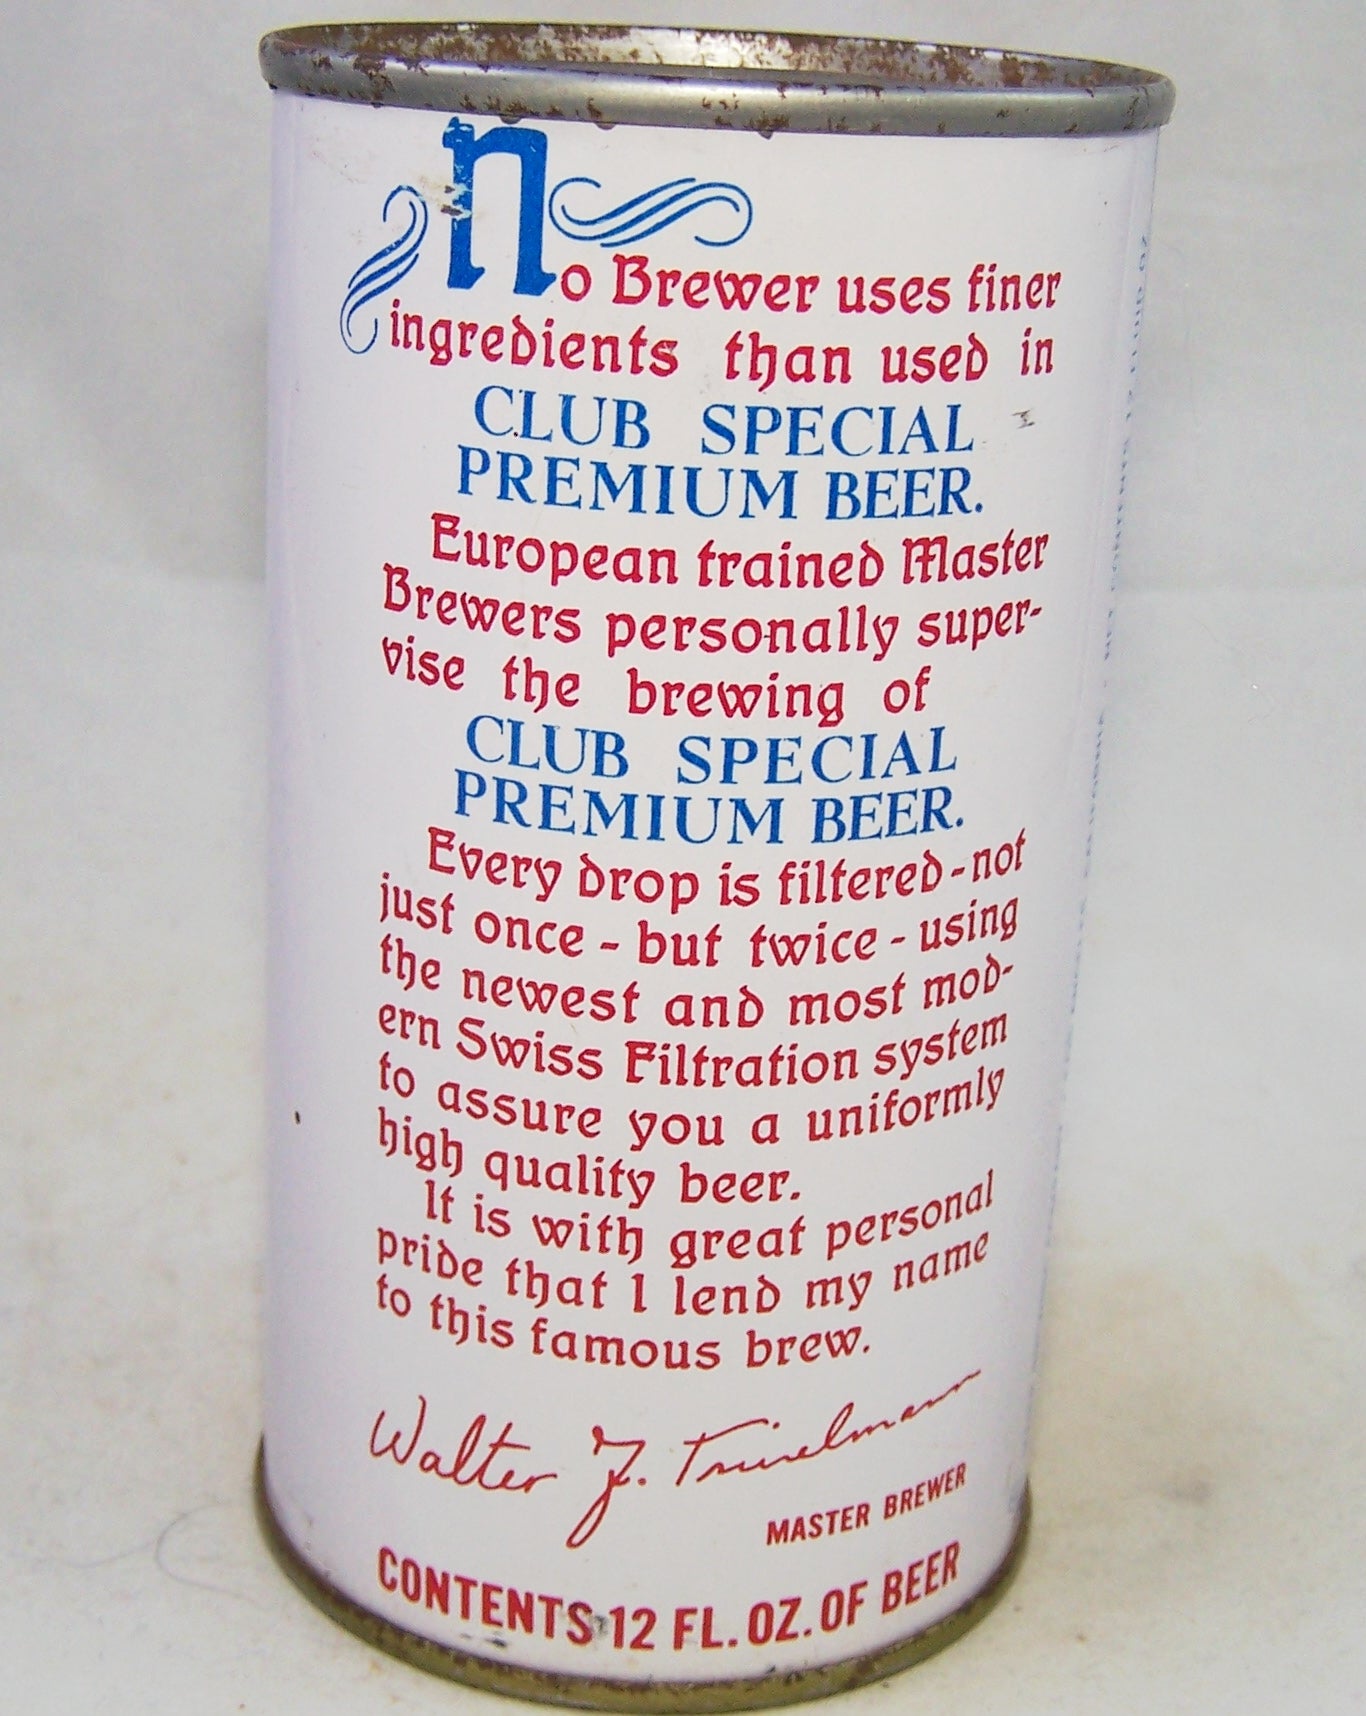 No Brewer uses finer
ingredients than used in
CLUB SPECIAL
PREMIUM BEER.
European trained Master
Brewers personally super-
vise the brewing of
CLUB SPECIAL
PREMIUM BEER.
Every drop is filtered - not
just once - but twice - using
the newest and most mod-
ern Swiss Filtration system
to assure you a uniformly
high quality beer.
It is with great personal
pride that I lend my name
to this famous brew.
Walter J.
MASTER BREWER
CONTENTS 12 FL. OZ. OF BEER